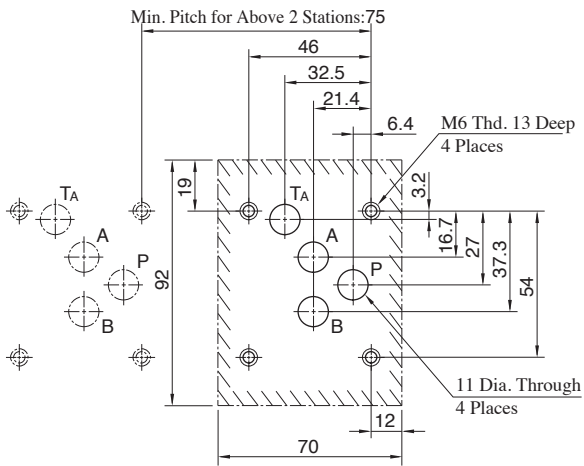 Min. Pitch for Above 2 Stations:75
46
32.5
21.4
6.4
M6 Thd. 13 Deep
4 Places
19
3.2
TA
TA
16.7
A
A
27
37.3
P
P
54
92
B
B
11 Dia. Through
4 Places
12
70